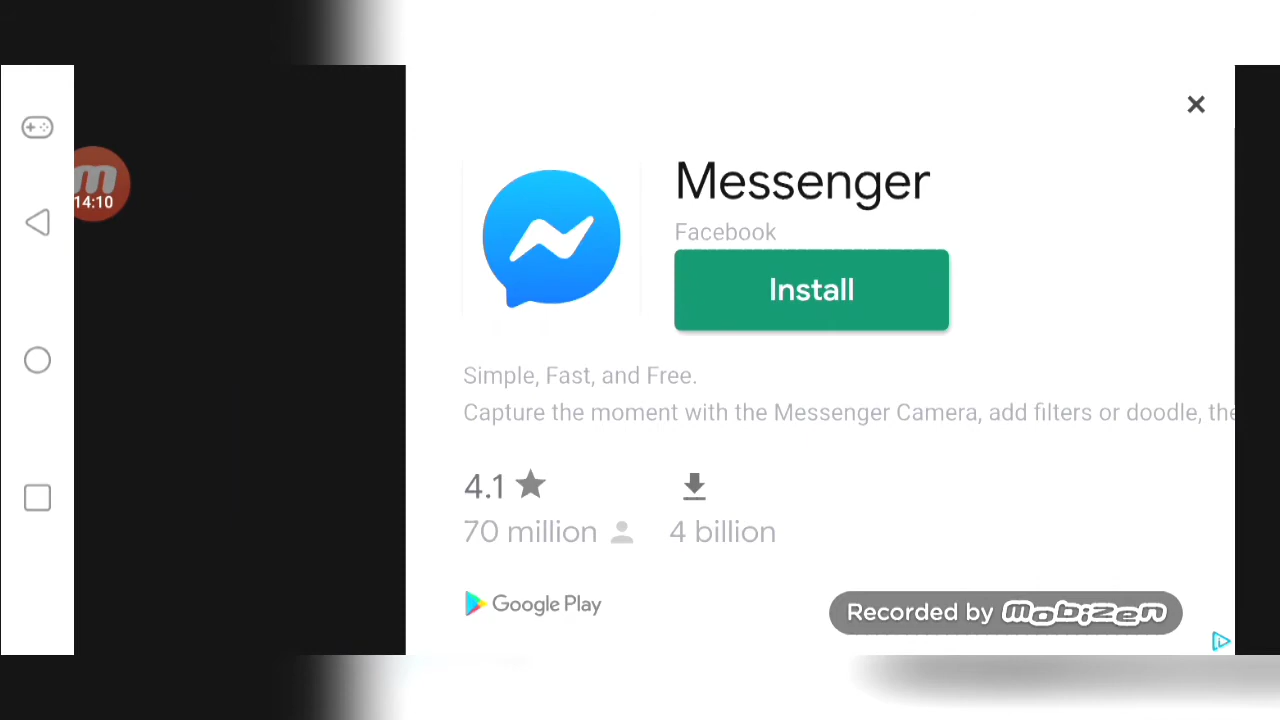 14:10
Messenger
Facebook
Install
Simple, Fast, and Free.
Capture the moment with the Messenger Camera, add filters or doodle, the
4.1
70 million
4 billion
Google Play
Recorded by mobizen